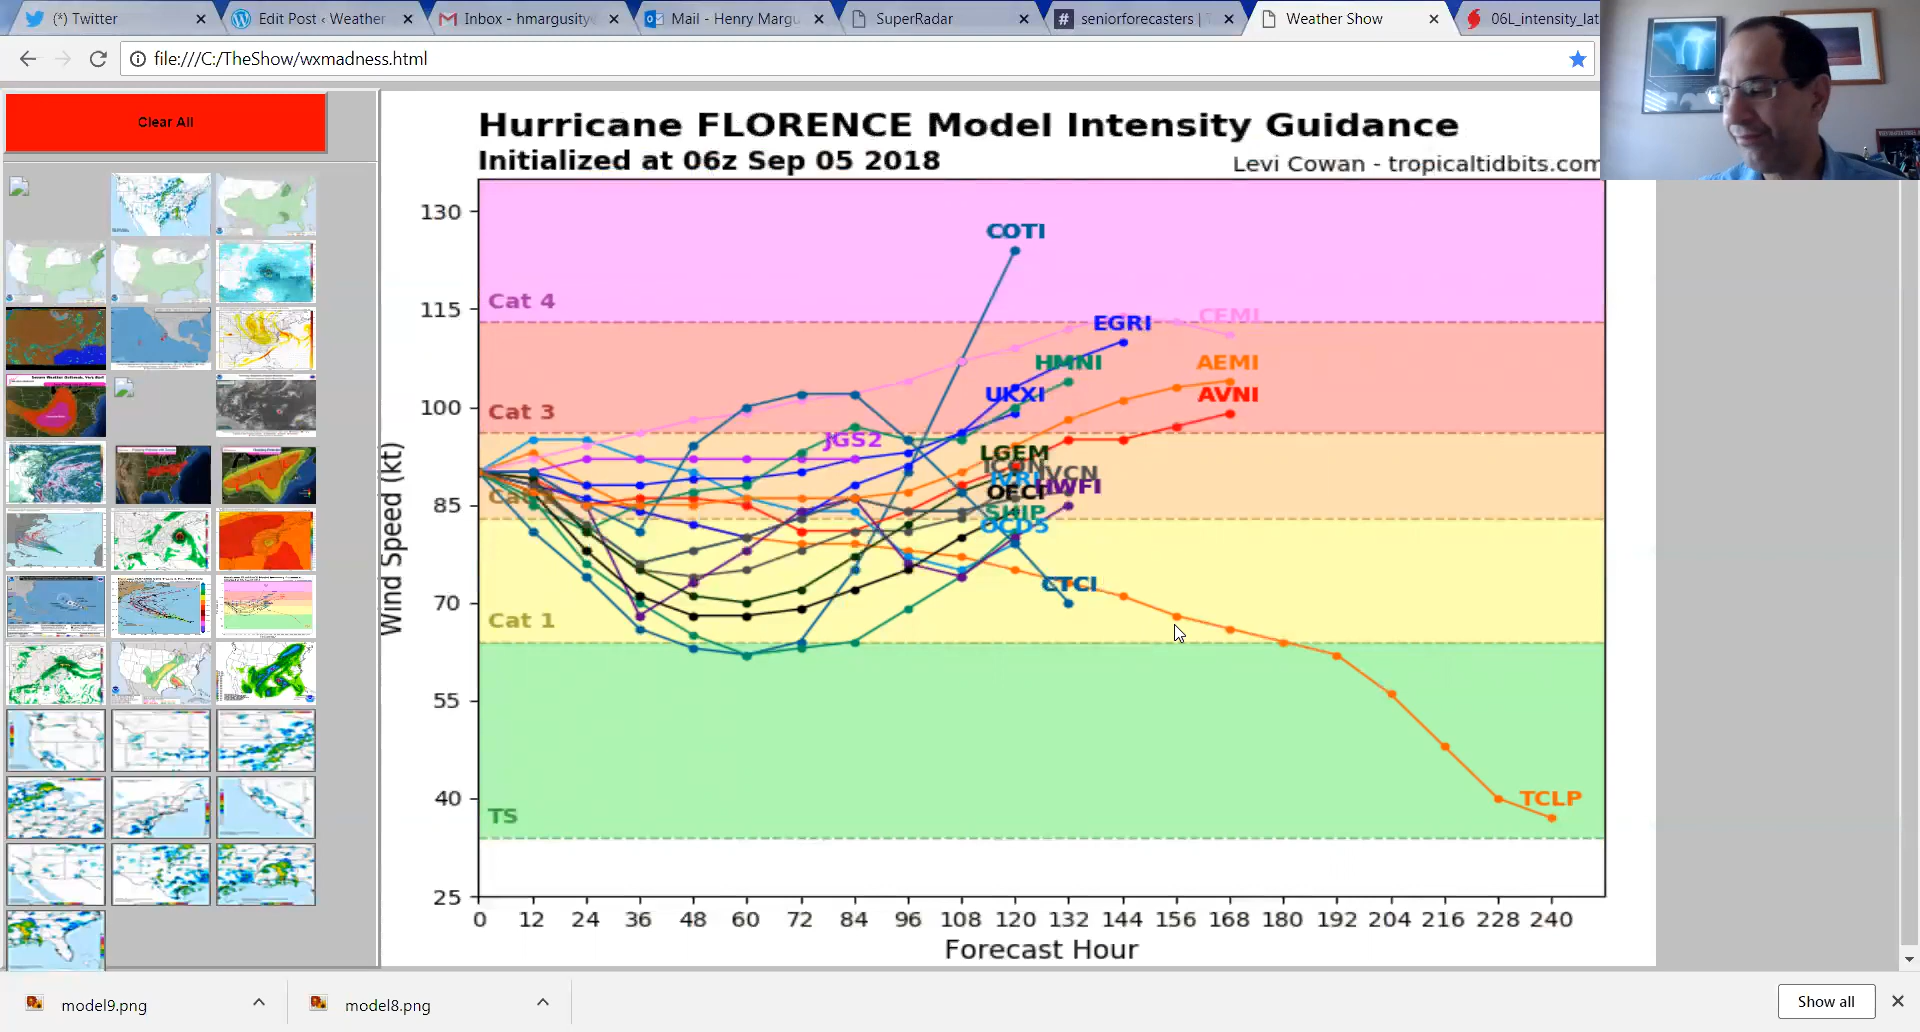 (*) Twitter
Edit Post ‹ Weather
Inbox - hmargusity
Mail - Henry Margu
SuperRadar
seniorforecasters |
Weather Show
06L_intensity_lat
file:///C:/TheShow/wxmadness.html
Clear All
Hurricane FLORENCE Model Intensity Guidance
Initialized at 06z Sep 05 2018
Levi Cowan - tropicaltidbits.com
130
115
100
85
70
55
40
25
Wind Speed (kt)
Cat 4
Cat 3
Cat 1
TS
COTI
CEMI
EGRI
HMNI
AEMI
UKXI
AVNI
JGS2
LGEM
ICON
IVCN
IVRI
HWFI
OFCI
SHIP
OCD5
CTCI
TCLP
0 12 24 36 48 60 72 84 96 108 120 132 144 156 168 180 192 204 216 228 240
Forecast Hour
model9.png
model8.png
Show all